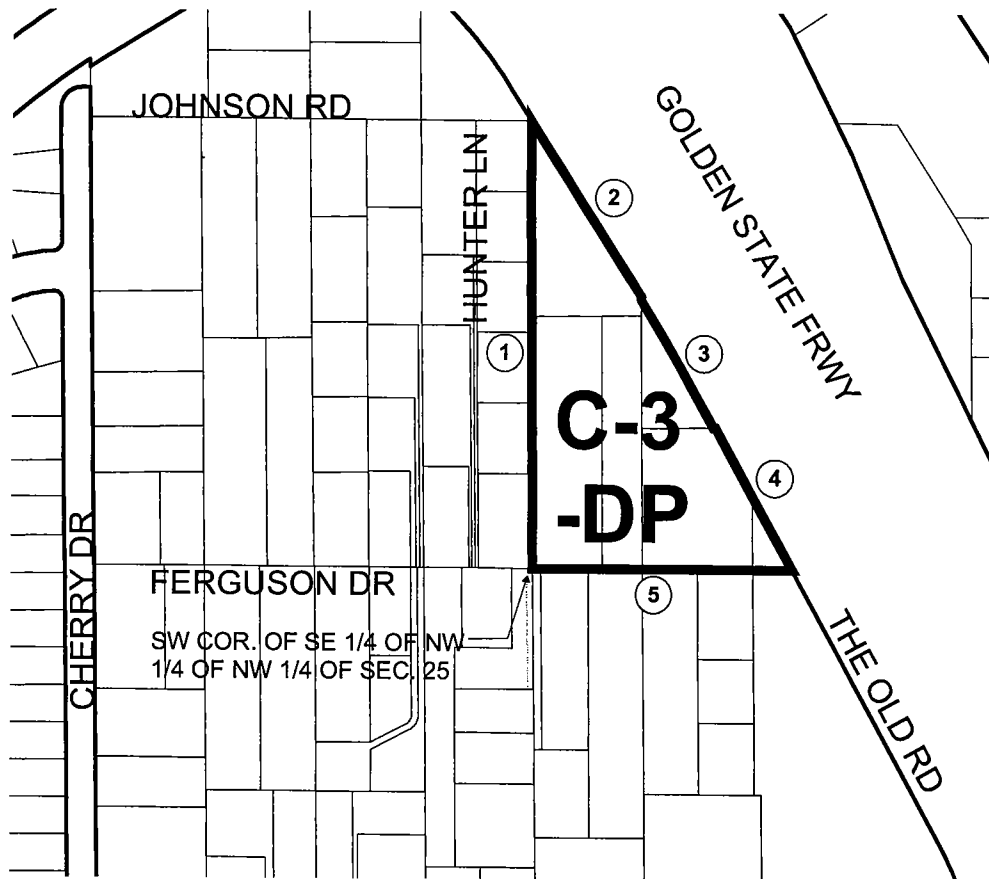 JOHNSON RD
HUNTER LN
GOLDEN STATE FRWY
2
1
3
C-3
-DP
4
CHERRY DR
FERGUSON DR
5
SW COR. OF SE 1/4 OF NW
1/4 OF NW 1/4 OF SEC. 25
THE OLD RD